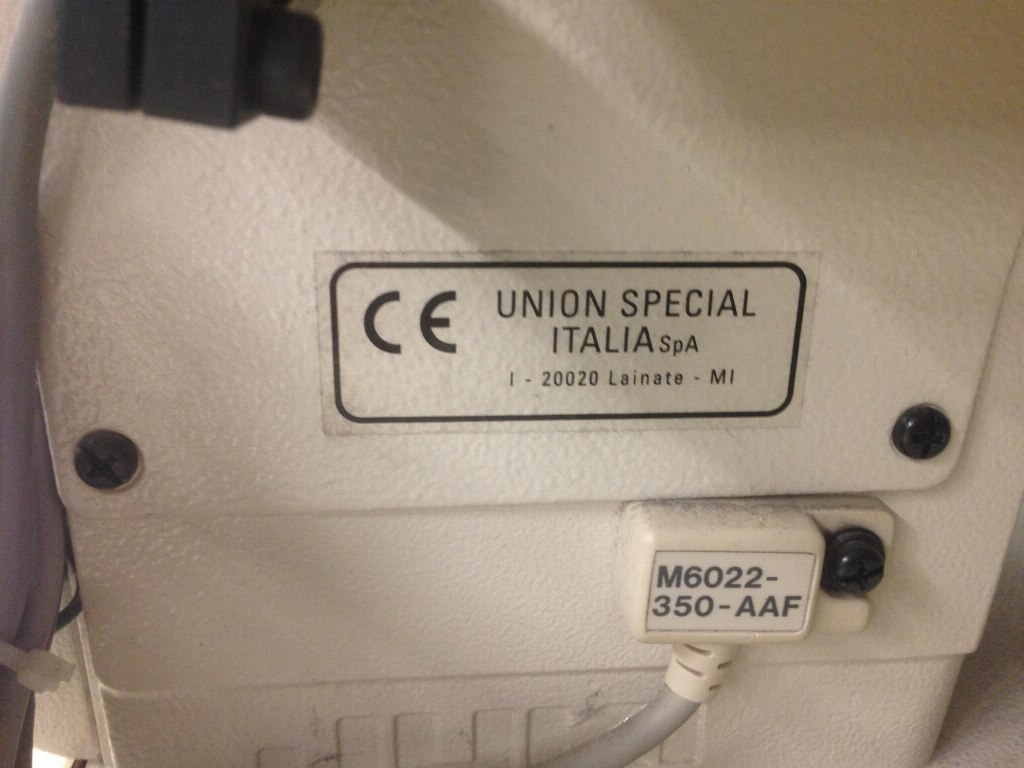 CE
UNION SPECIAL
ITALIA SpA
I - 20020 Lainate - MI
M6022-
350-AAF